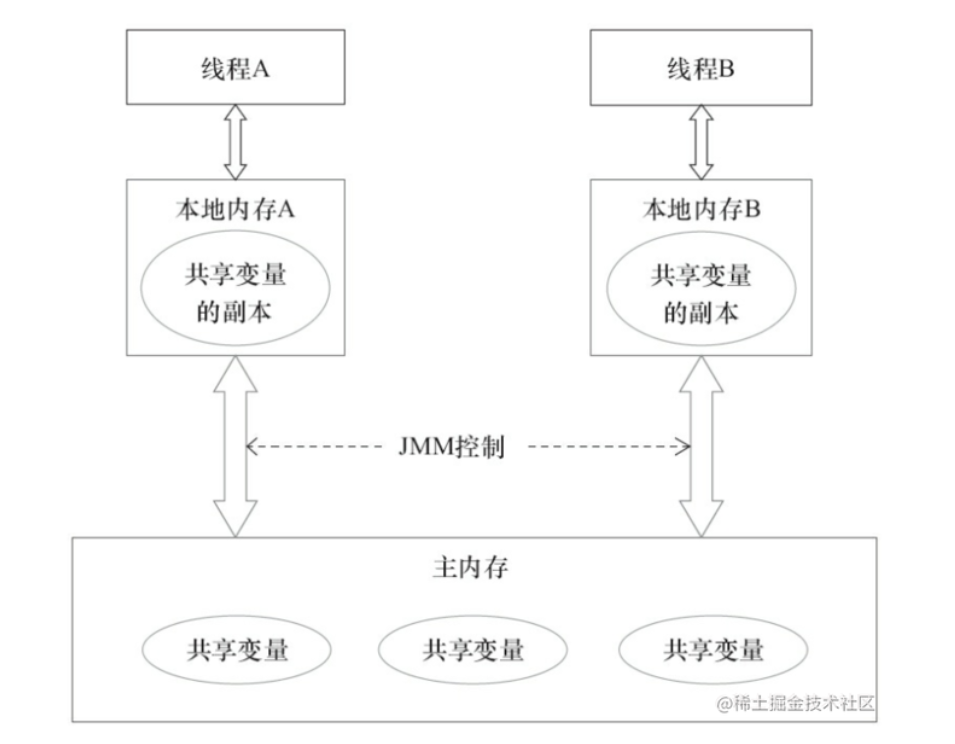 线程A
线程B
本地内存A
本地内存B
共享变量
的副本
共享变量
的副本
JMM控制
主内存
共享变量
共享变量
共享变量
@稀土掘金技术社区